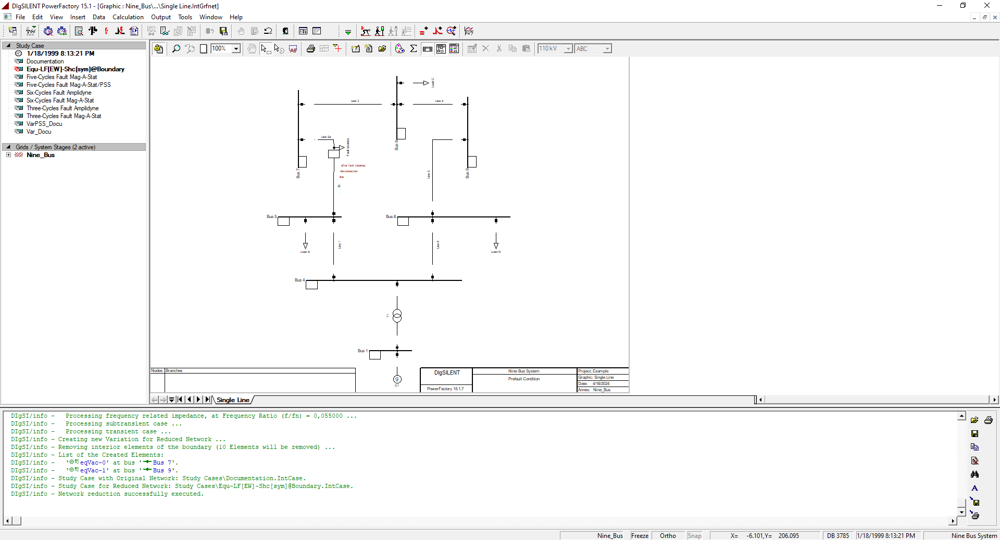 DIgSILENT PowerFactory 15.1 - [Graphic : Nine_Bus\...\Single Line.IntGrfnet]
File Edit View Insert Data Calculation Output Tools Window Help
100%
110 kV
ABC
Study Case
1/18/1999 8:13:21 PM
Documentation
Equ-LF[EW]-Shc[sym]@Boundary
Five-Cycles Fault Mag-A-Stat
Five-Cycles Fault Mag-A-Stat/PSS
Six-Cycles Fault Amplidyne
Six-Cycles Fault Mag-A-Stat
Three-Cycles Fault Amplidyne
Three-Cycles Fault Mag-A-Stat
VarPSS_Docu
Var_Docu
Grids / System Stages (2 active)
Nine_Bus
Load C
Line 3
Line 4
Line 2a
Fault location
Bus 8
after fault clearing
disconnected
line
Bus 7
Line 5
Bus 9
2b
Bus 5
Bus 6
Line 1
Line 6
Load A
Load B
Bus 4
T1
Bus 1
G
G1
Nodes Branches
DIgSILENT
PowerFactory 15.1.7
Nine-Bus System
Prefault Condition
Project: Example
Graphic: Single Line
Date: 4/16/2024
Annex: Nine_Bus
Single Line
DIgSI/info - Processing frequency related impedance, at Frequency Ratio (f/fn) = 0,055000 ...
DIgSI/info - Processing subtransient case ...
DIgSI/info - Processing transient case ...
DIgSI/info - Creating new Variation for Reduced Network ...
DIgSI/info - Removing interior elements of the boundary (10 Elements will be removed) ...
DIgSI/info - List of the Created Elements:
DIgSI/info - 'eqVac-0' at bus 'Bus 7'.
DIgSI/info - 'eqVac-1' at bus 'Bus 9'.
DIgSI/info - Study Case with Original Network: Study Cases\Documentation.IntCase.
DIgSI/info - Study Case for Reduced Network: Study Cases\Equ-LF[EW]-Shc[sym]@Boundary.IntCase.
DIgSI/info - Network reduction successfully executed.
Nine_Bus Freeze Ortho Snap X= -6.101,Y= 206.095 DB 3785 1/18/1999 8:13:21 PM Nine Bus System